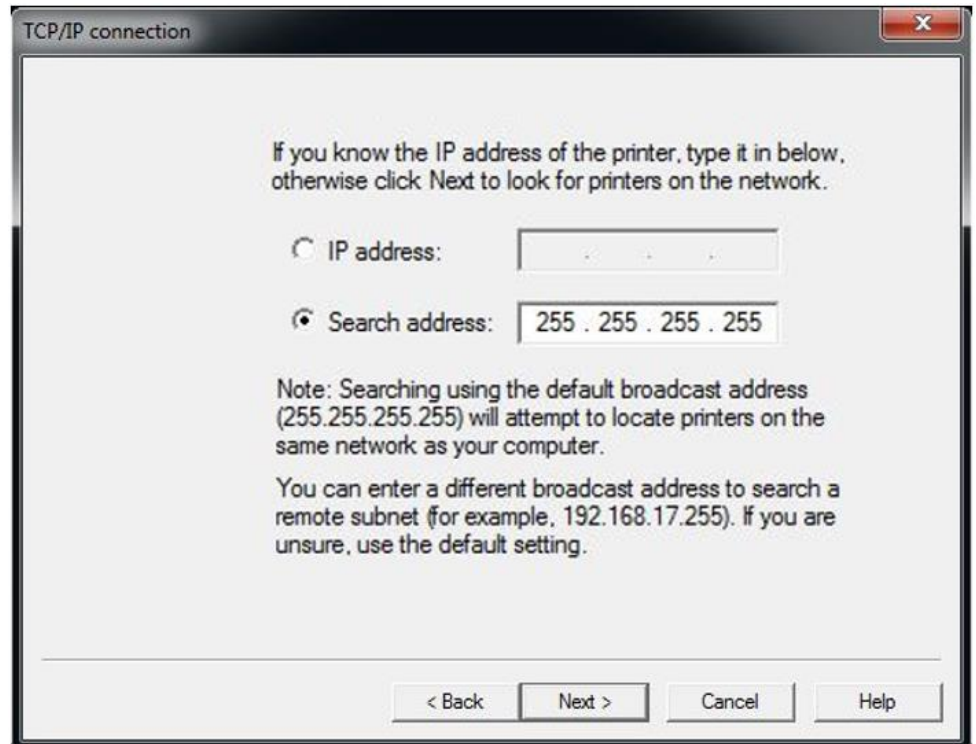 TCP/IP connection
If you know the IP address of the printer, type it in below,
otherwise click Next to look for printers on the network.
IP address: . . .
Search address: 255 . 255 . 255 . 255
Note: Searching using the default broadcast address
(255.255.255.255) will attempt to locate printers on the
same network as your computer.
You can enter a different broadcast address to search a
remote subnet (for example, 192.168.17.255). If you are
unsure, use the default setting.
< Back Next > Cancel Help